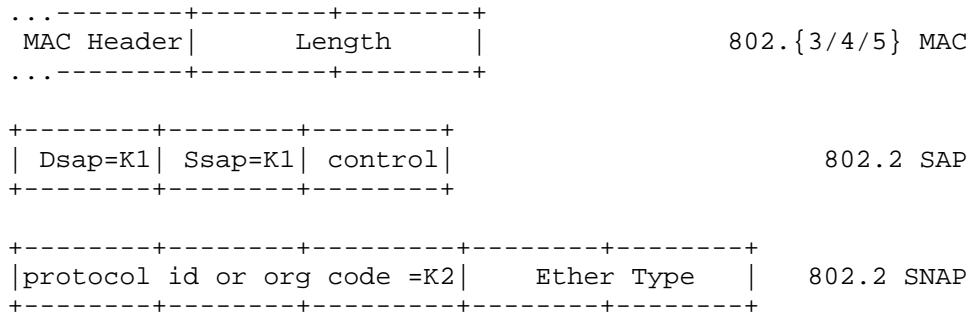 ...--------+--------+--------+
 MAC Header|      Length     |                802.{3/4/5} MAC
...--------+--------+--------+
+--------+--------+--------+
| Dsap=K1| Ssap=K1| control|                         802.2 SAP
+--------+--------+--------+
+--------+--------+---------+--------+--------+
|protocol id or org code =K2|    Ether Type   |  802.2 SNAP
+--------+--------+---------+--------+--------+